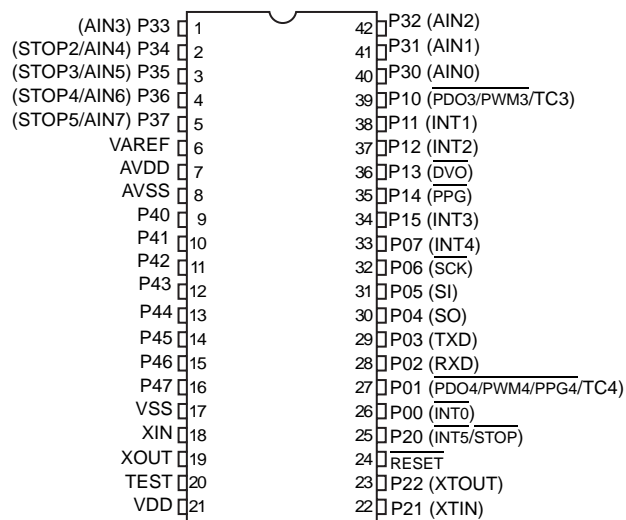 (AIN3) P33 1 42 P32 (AIN2)
(STOP2/AIN4) P34 2 41 P31 (AIN1)
(STOP3/AIN5) P35 3 40 P30 (AIN0)
(STOP4/AIN6) P36 4 39 P10 (PDO3/PWM3/TC3)
(STOP5/AIN7) P37 5 38 P11 (INT1)
VAREF 6 37 P12 (INT2)
AVDD 7 36 P13 (DVO)
AVSS 8 35 P14 (PPG)
P40 9 34 P15 (INT3)
P41 10 33 P07 (INT4)
P42 11 32 P06 (SCK)
P43 12 31 P05 (SI)
P44 13 30 P04 (SO)
P45 14 29 P03 (TXD)
P46 15 28 P02 (RXD)
P47 16 27 P01 (PDO4/PWM4/PPG4/TC4)
VSS 17 26 P00 (INT0)
XIN 18 25 P20 (INT5/STOP)
XOUT 19 24 RESET
TEST 20 23 P22 (XTOUT)
VDD 21 22 P21 (XTIN)